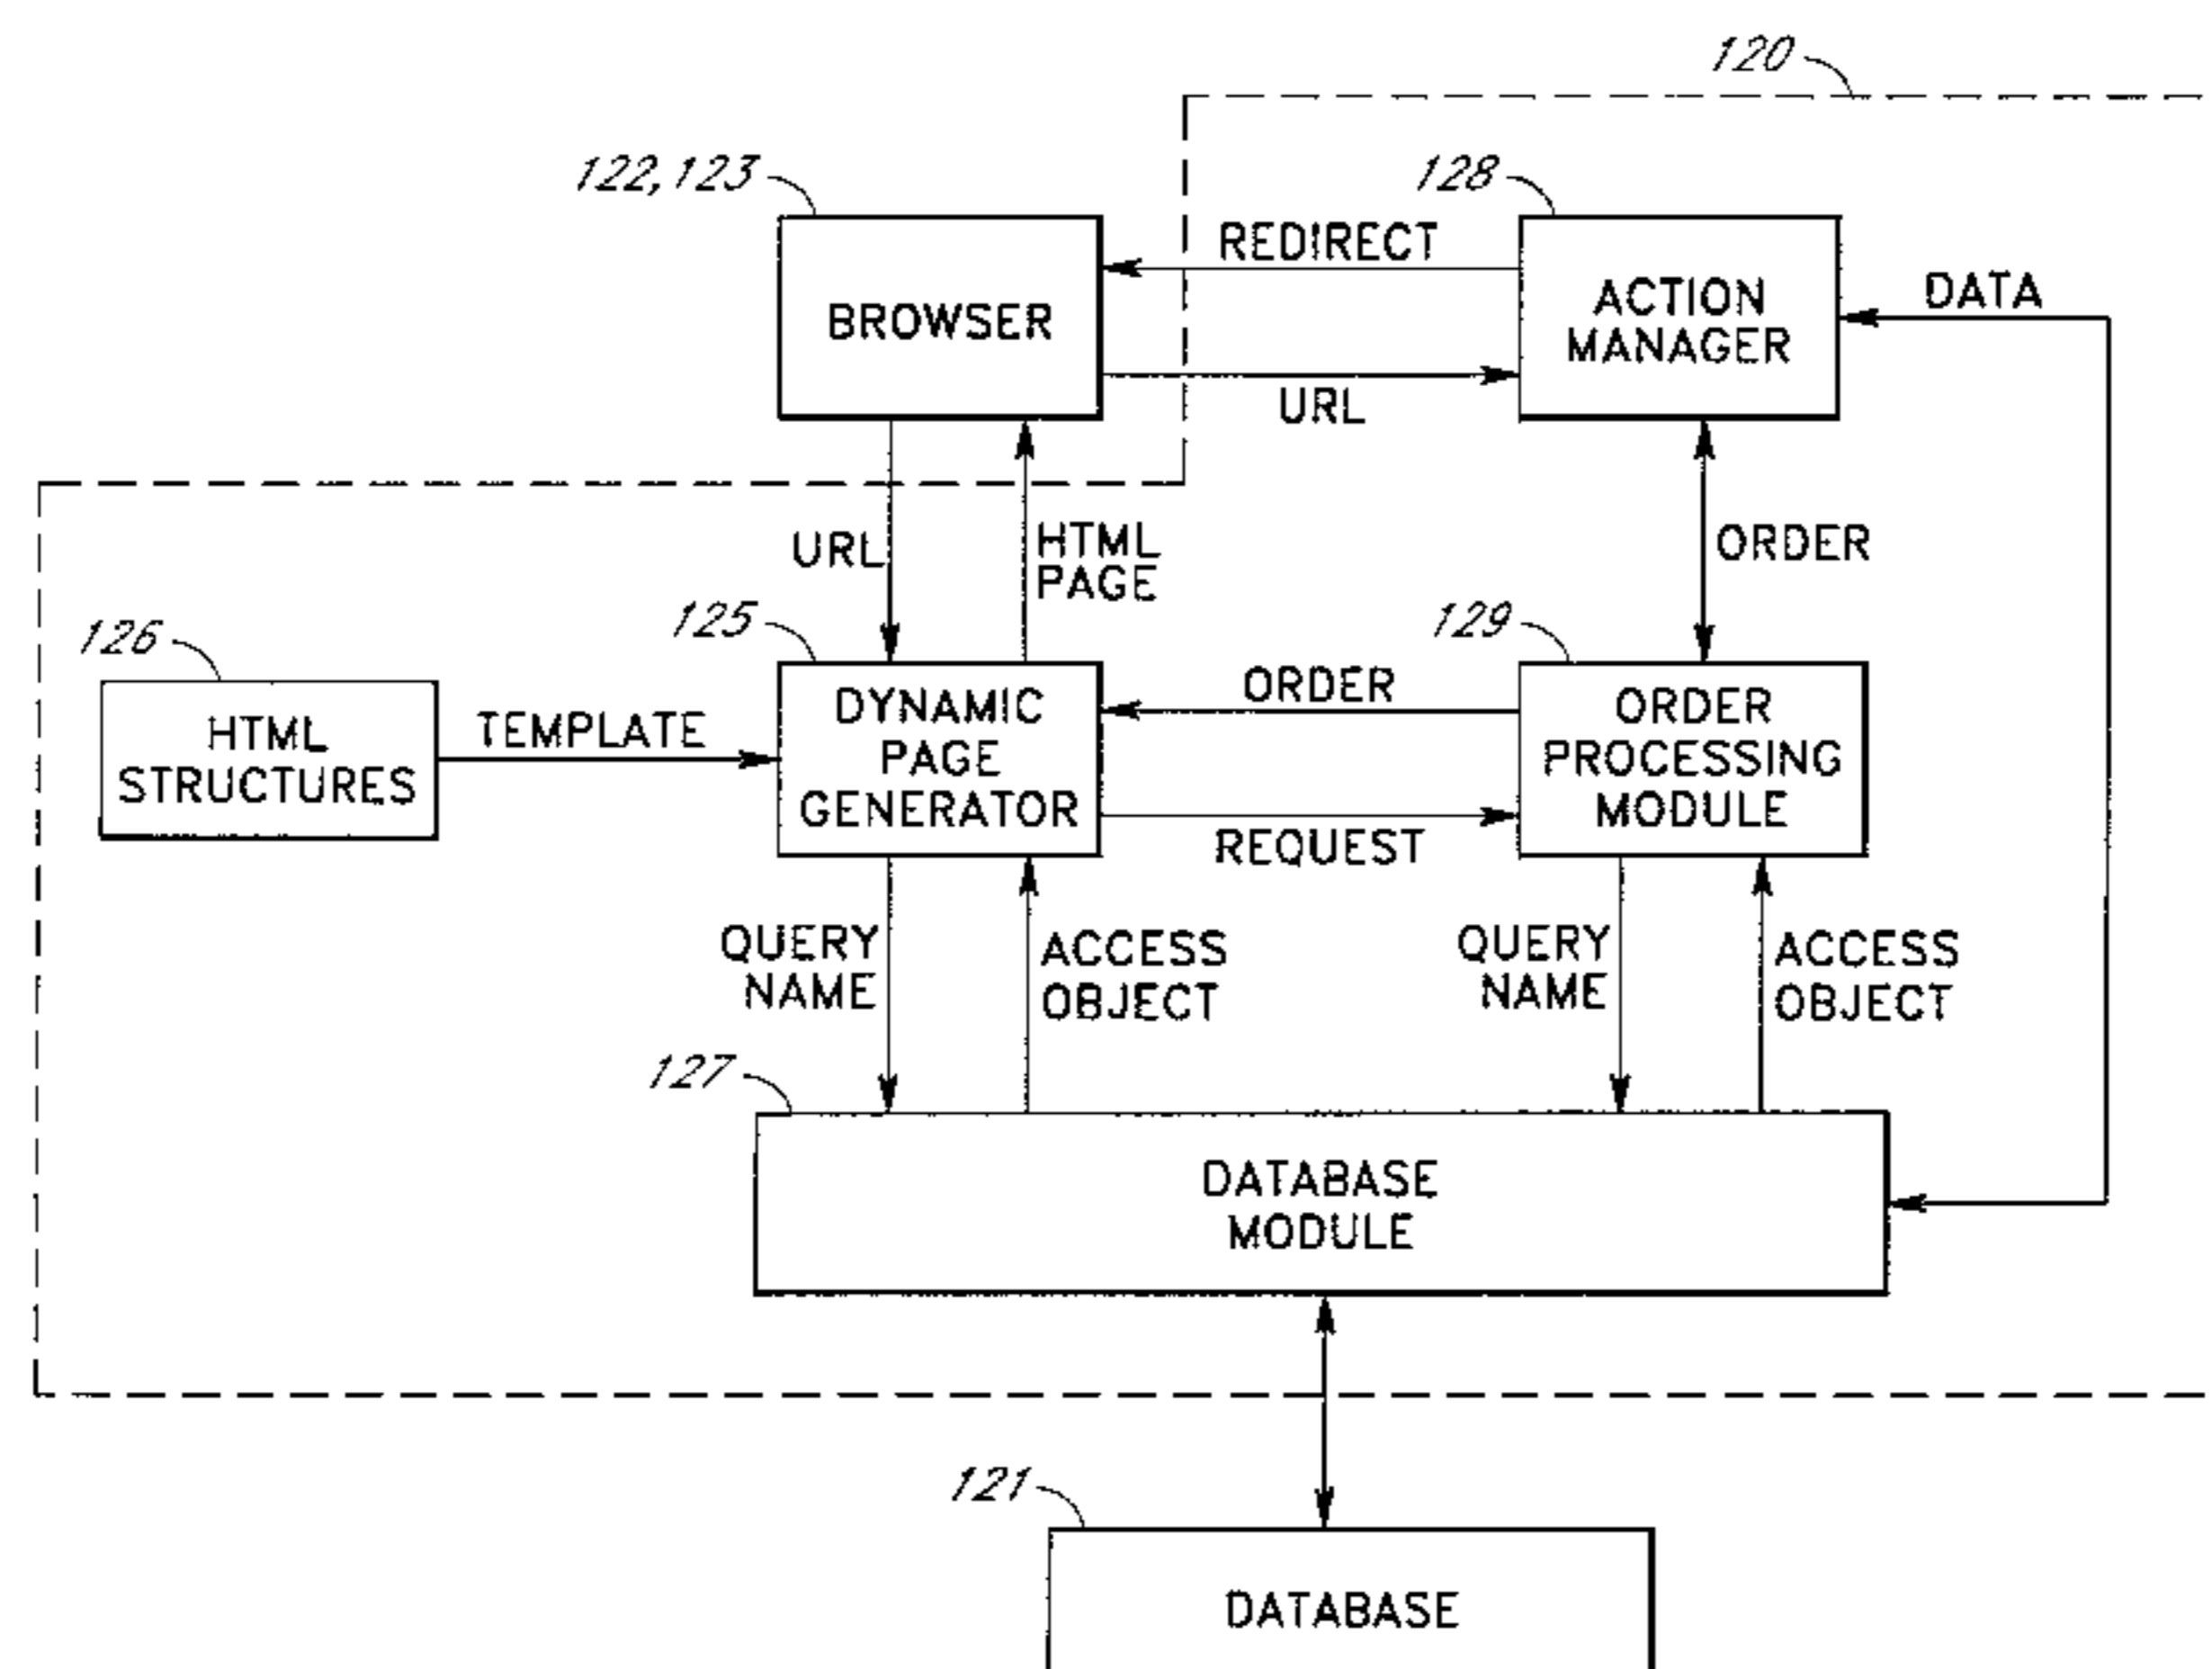 120
122, 123
128
REDIRECT
BROWSER
ACTION
MANAGER
DATA
URL
URL
HTML
PAGE
ORDER
126
125
129
HTML
STRUCTURES
TEMPLATE
DYNAMIC
PAGE
GENERATOR
ORDER
REQUEST
ORDER
PROCESSING
MODULE
QUERY
NAME
ACCESS
OBJECT
QUERY
NAME
ACCESS
OBJECT
127
DATABASE
MODULE
121
DATABASE